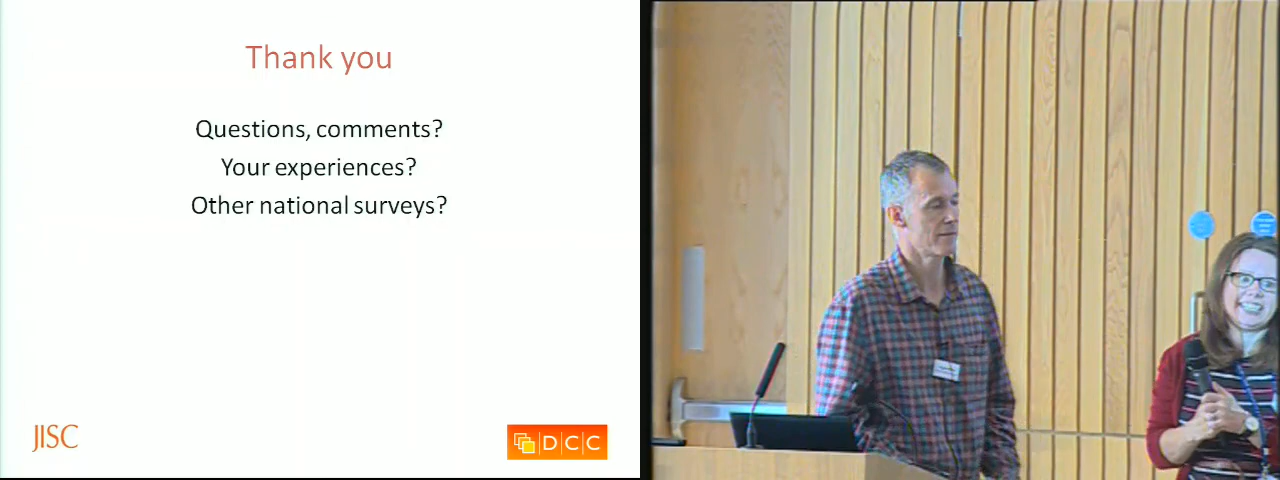 Thank you
Questions, comments?
Your experiences?
Other national surveys?
JISC
DCC